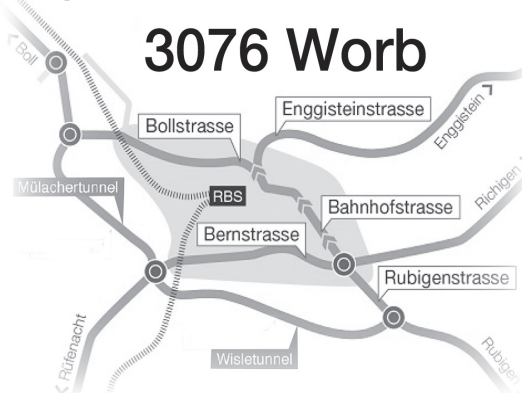 3076 Worb
< Boll
Enggisteinstrasse
Enggistein >
Bollstrasse
Mülachertunnel
RBS
Bahnhofstrasse
Richigen >
Bernstrasse
Rubigenstrasse
< Rüfenacht
Wisletunnel
Rubigen